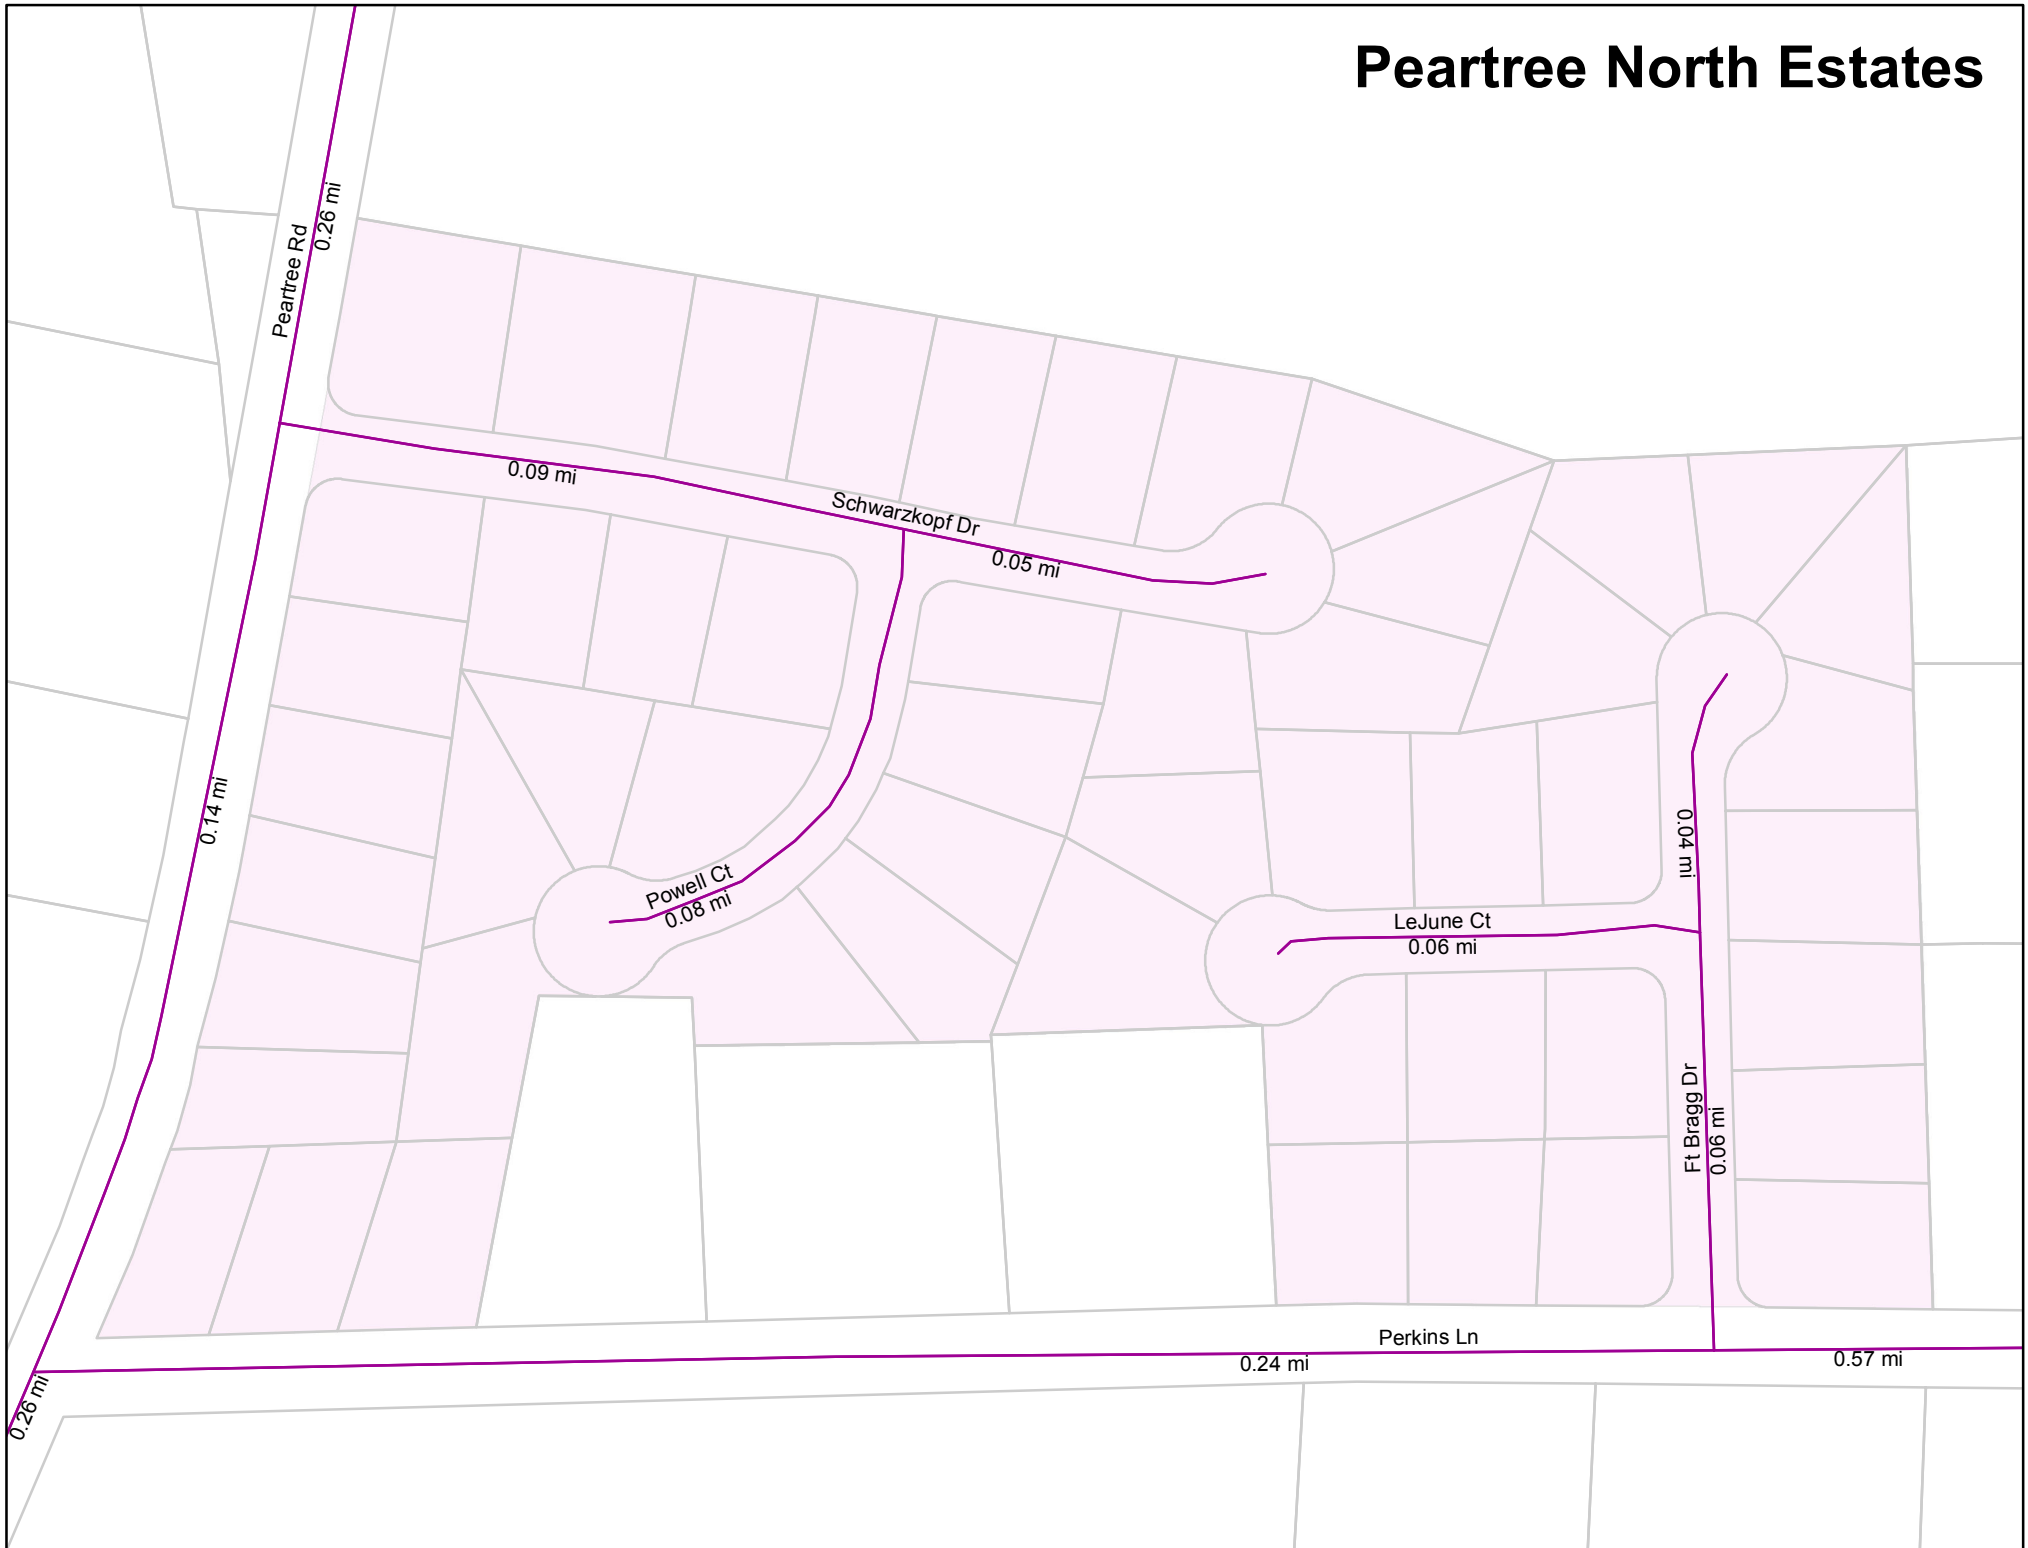 Peartree North Estates
Peartree Rd
0.26 mi
0.09 mi
Schwarzkopf Dr
0.05 mi
0.14 mi
0.04 mi
Powell Ct
0.08 mi
LeJune Ct
0.06 mi
Ft Bragg Dr
0.06 mi
Perkins Ln
0.24 mi
0.57 mi
0.26 mi